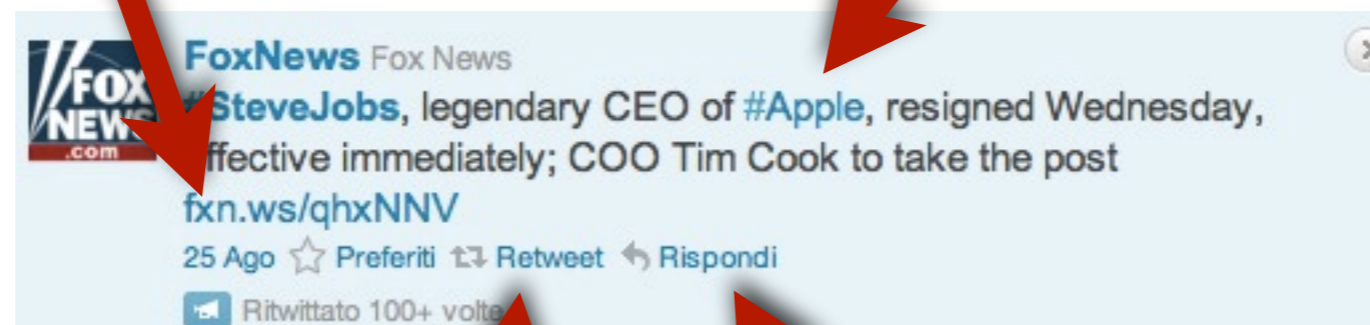 FOX
NEWS
.com
FoxNews Fox News
#SteveJobs, legendary CEO of #Apple, resigned Wednesday,
effective immediately; COO Tim Cook to take the post
fxn.ws/qhxNNV
25 Ago Preferiti Retweet Rispondi
Ritwittato 100+ volte